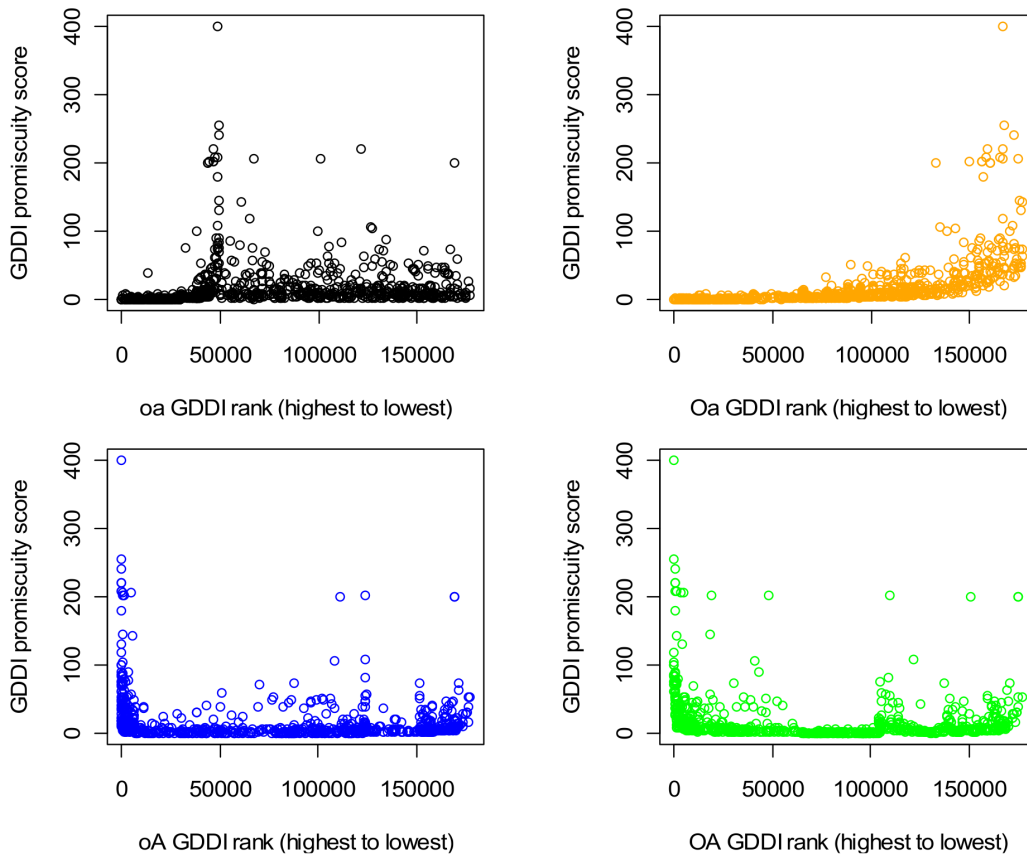 GDDI promiscuity score
400
300
200
100
0
0 50000 100000 150000
oa GDDI rank (highest to lowest)
GDDI promiscuity score
400
300
200
100
0
0 50000 100000 150000
Oa GDDI rank (highest to lowest)
GDDI promiscuity score
400
300
200
100
0
0 50000 100000 150000
oA GDDI rank (highest to lowest)
GDDI promiscuity score
400
300
200
100
0
0 50000 100000 150000
OA GDDI rank (highest to lowest)